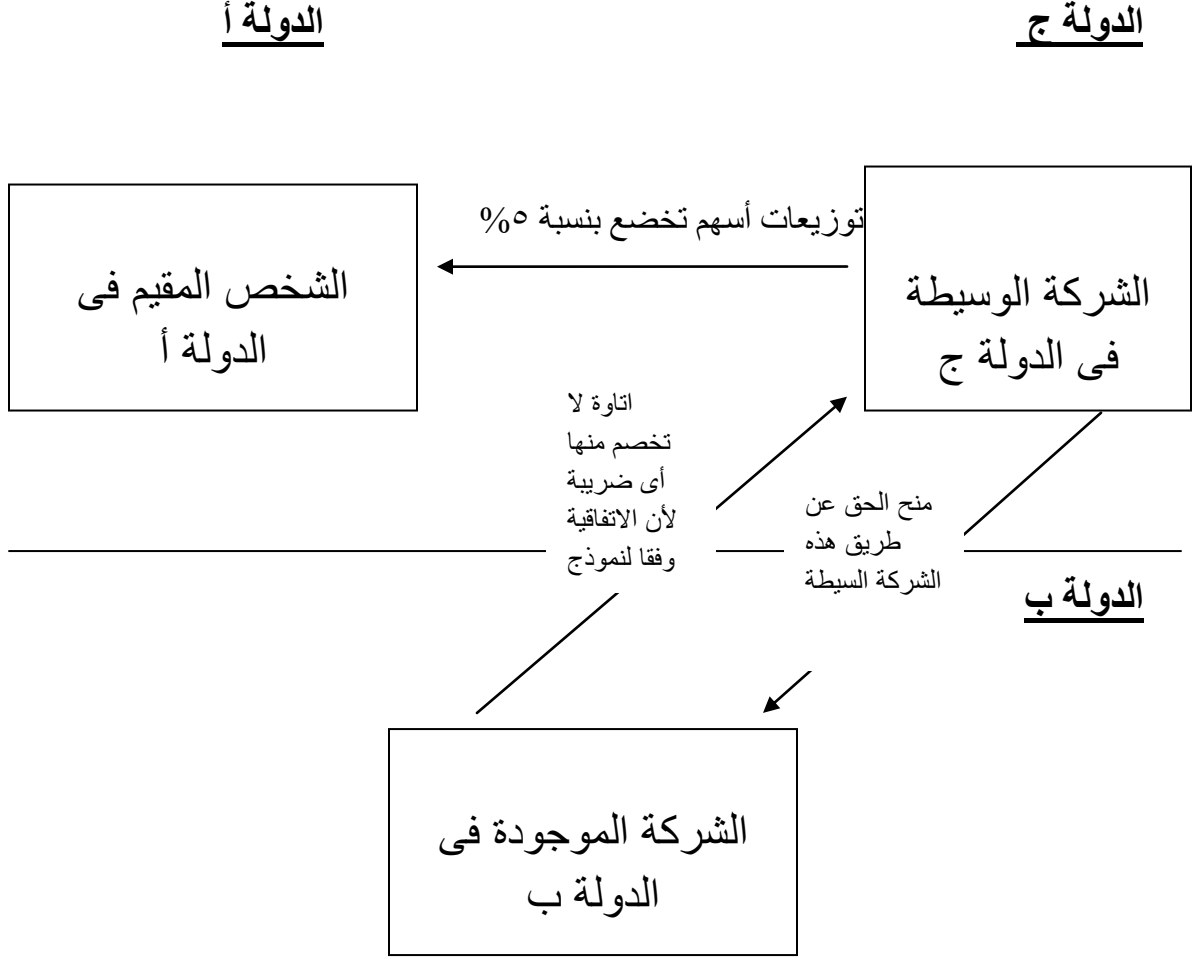 الدولة ج
الدولة أ
الشركة الوسيطة
فى الدولة ج
توزيعات أسهم تخضع بنسبة ٥%
الشخص المقيم فى
الدولة أ
منح الحق عن
طريق هذه
الشركة السيطة
اتاوة لا
تخصم منها
أى ضريبة
لأن الاتفاقية
وفقا لنموذج
الدولة ب
الشركة الموجودة فى
الدولة ب